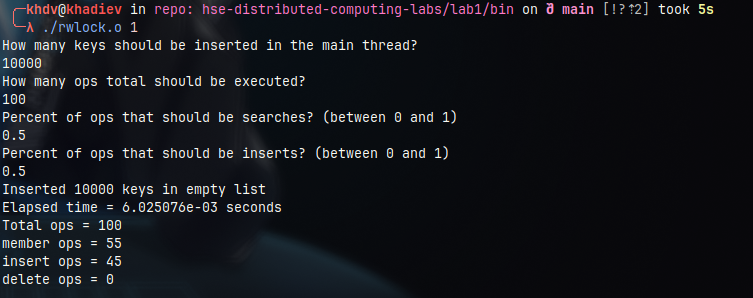 khdv@khadiev in repo: hse-distributed-computing-labs/lab1/bin on main [!?⇡2] took 5s
λ ./rwlock.o 1
How many keys should be inserted in the main thread?
10000
How many ops total should be executed?
100
Percent of ops that should be searches? (between 0 and 1)
0.5
Percent of ops that should be inserts? (between 0 and 1)
0.5
Inserted 10000 keys in empty list
Elapsed time = 6.025076e-03 seconds
Total ops = 100
member ops = 55
insert ops = 45
delete ops = 0